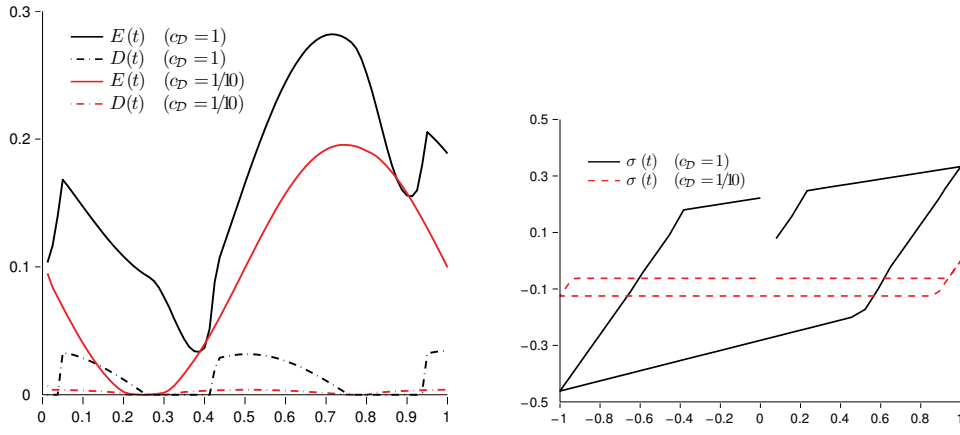 0.3
0.2
0.1
0
E(t) (c𝒟 = 1)
D(t) (c𝒟 = 1)
E(t) (c𝒟 = 1/10)
D(t) (c𝒟 = 1/10)
0 0.1 0.2 0.3 0.4 0.5 0.6 0.7 0.8 0.9 1
0.5
0.3
0.1
−0.1
−0.3
−0.5
σ (t) (c𝒟 = 1)
σ (t) (c𝒟 = 1/10)
−1 −0.8 −0.6 −0.4 −0.2 0 0.2 0.4 0.6 0.8 1